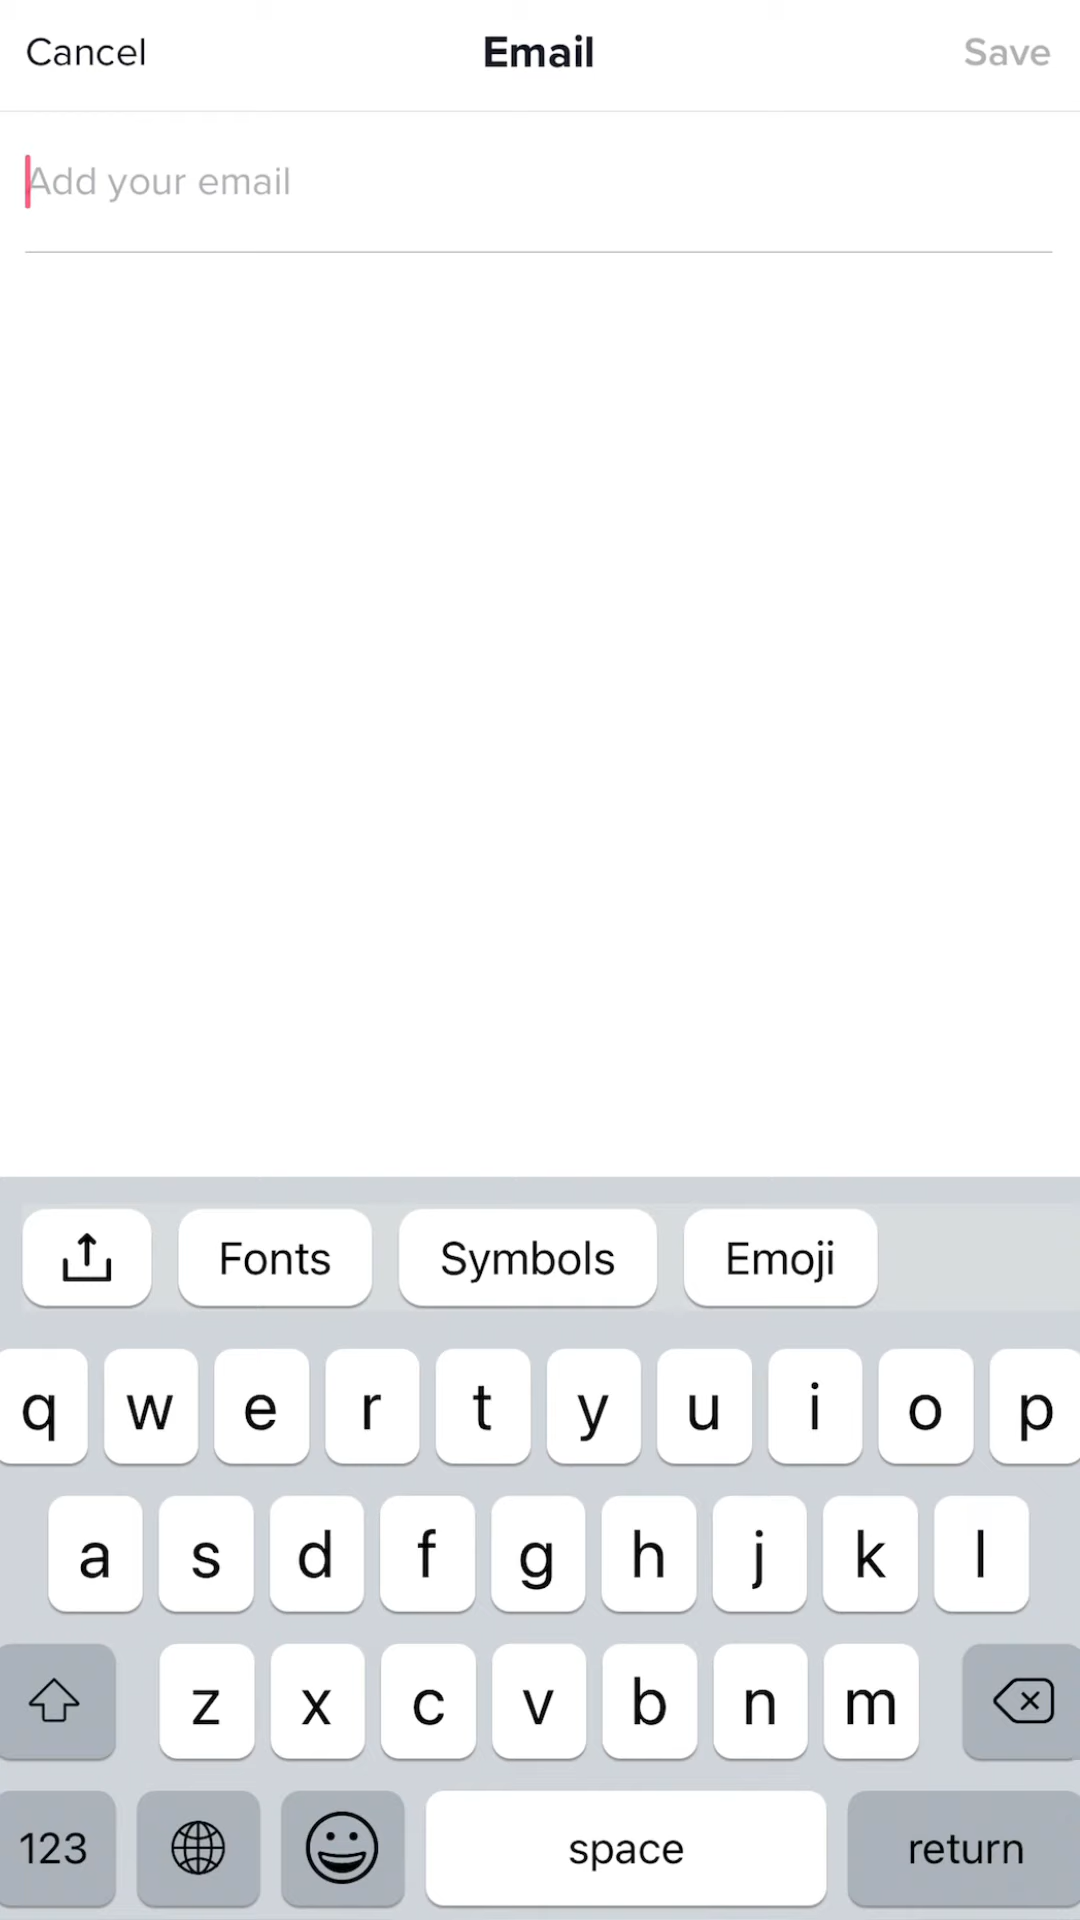 Cancel Email Save
Add your email
Fonts Symbols Emoji
q w e r t y u i o p
a s d f g h j k l
z x c v b n m
123 space return